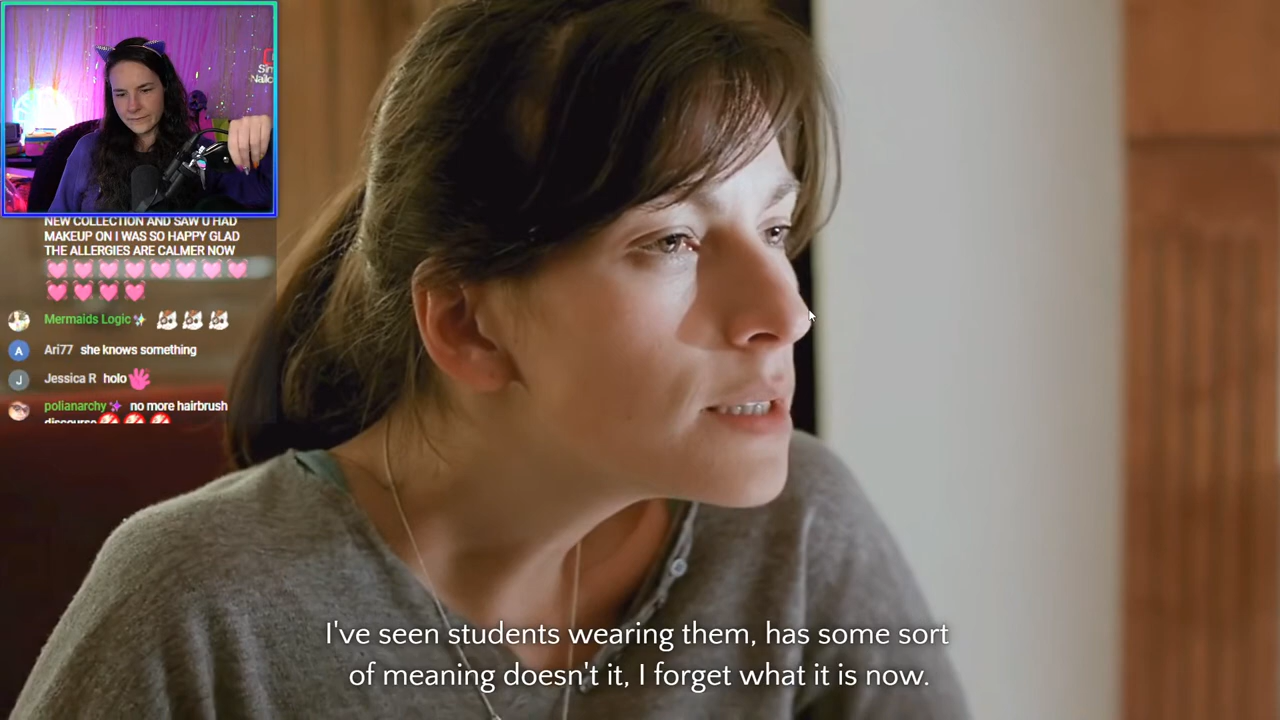 NEW COLLECTION AND SAW U HAD
MAKEUP ON I WAS SO HAPPY GLAD
THE ALLERGIES ARE CALMER NOW
Mermaids Logic
Ari77 she knows something
Jessica R holo
polianarchy no more hairbrush
discourse
A
J
I've seen students wearing them, has some sort
of meaning doesn't it, I forget what it is now.